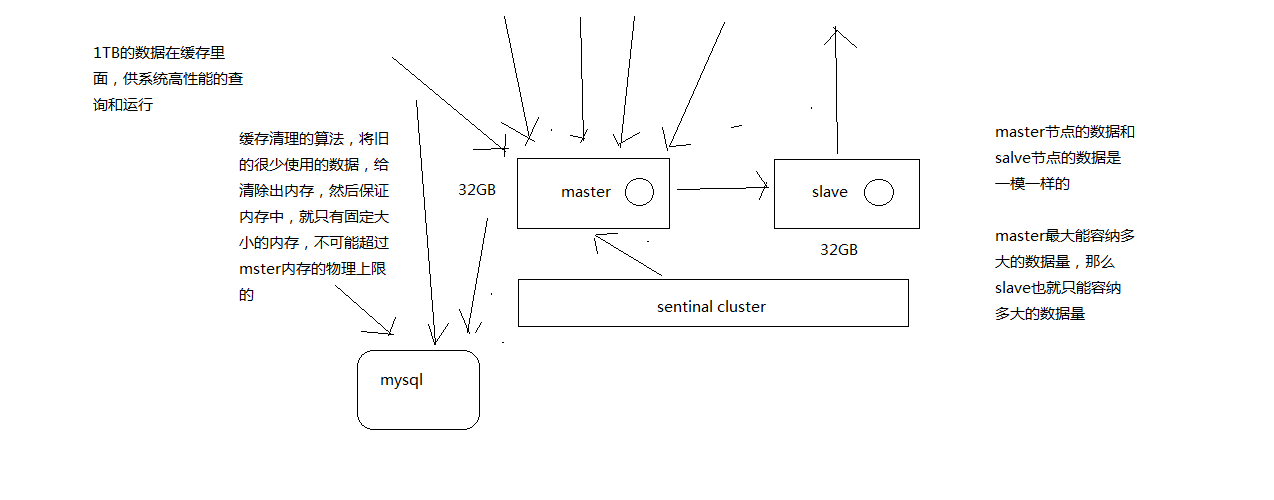 1TB的数据在缓存里
面，供系统高性能的查
询和运行
缓存清理的算法，将旧
的很少使用的数据，给
清除出内存，然后保证
内存中，就只有固定大
小的内存，不可能超过
mster内存的物理上限
的
32GB
master
slave
32GB
sentinal cluster
mysql
master节点的数据和
salve节点的数据是
一模一样的
master最大能容纳多
大的数据量，那么
slave也就只能容纳
多大的数据量